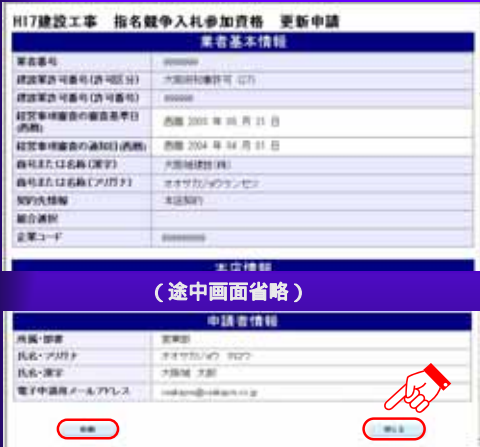 H17建設工事 指名競争入札参加資格 更新申請
業者基本情報
業者番号
建設業許可番号(許可区分) 大阪府知事許可 (27)
建設業許可番号(許可番号)
経営事項審査の審査基準日(西暦) 西暦 2003 年 年 月 31 日
経営事項審査の通知日(西暦) 西暦 2004 年 04 月 01 日
商号または名称(漢字) 大阪城建設(株)
商号または名称(フリガナ) オオサカジョウケンセツ
契約先情報 本店契約
組合選択
企業コード
本店情報
（途中画面省略）
申請者情報
所属・部署 営業部
氏名・フリガナ オオサカジョウ タロウ
氏名・漢字 大阪城 太郎
電子申請用メールアドレス
印刷 閉じる